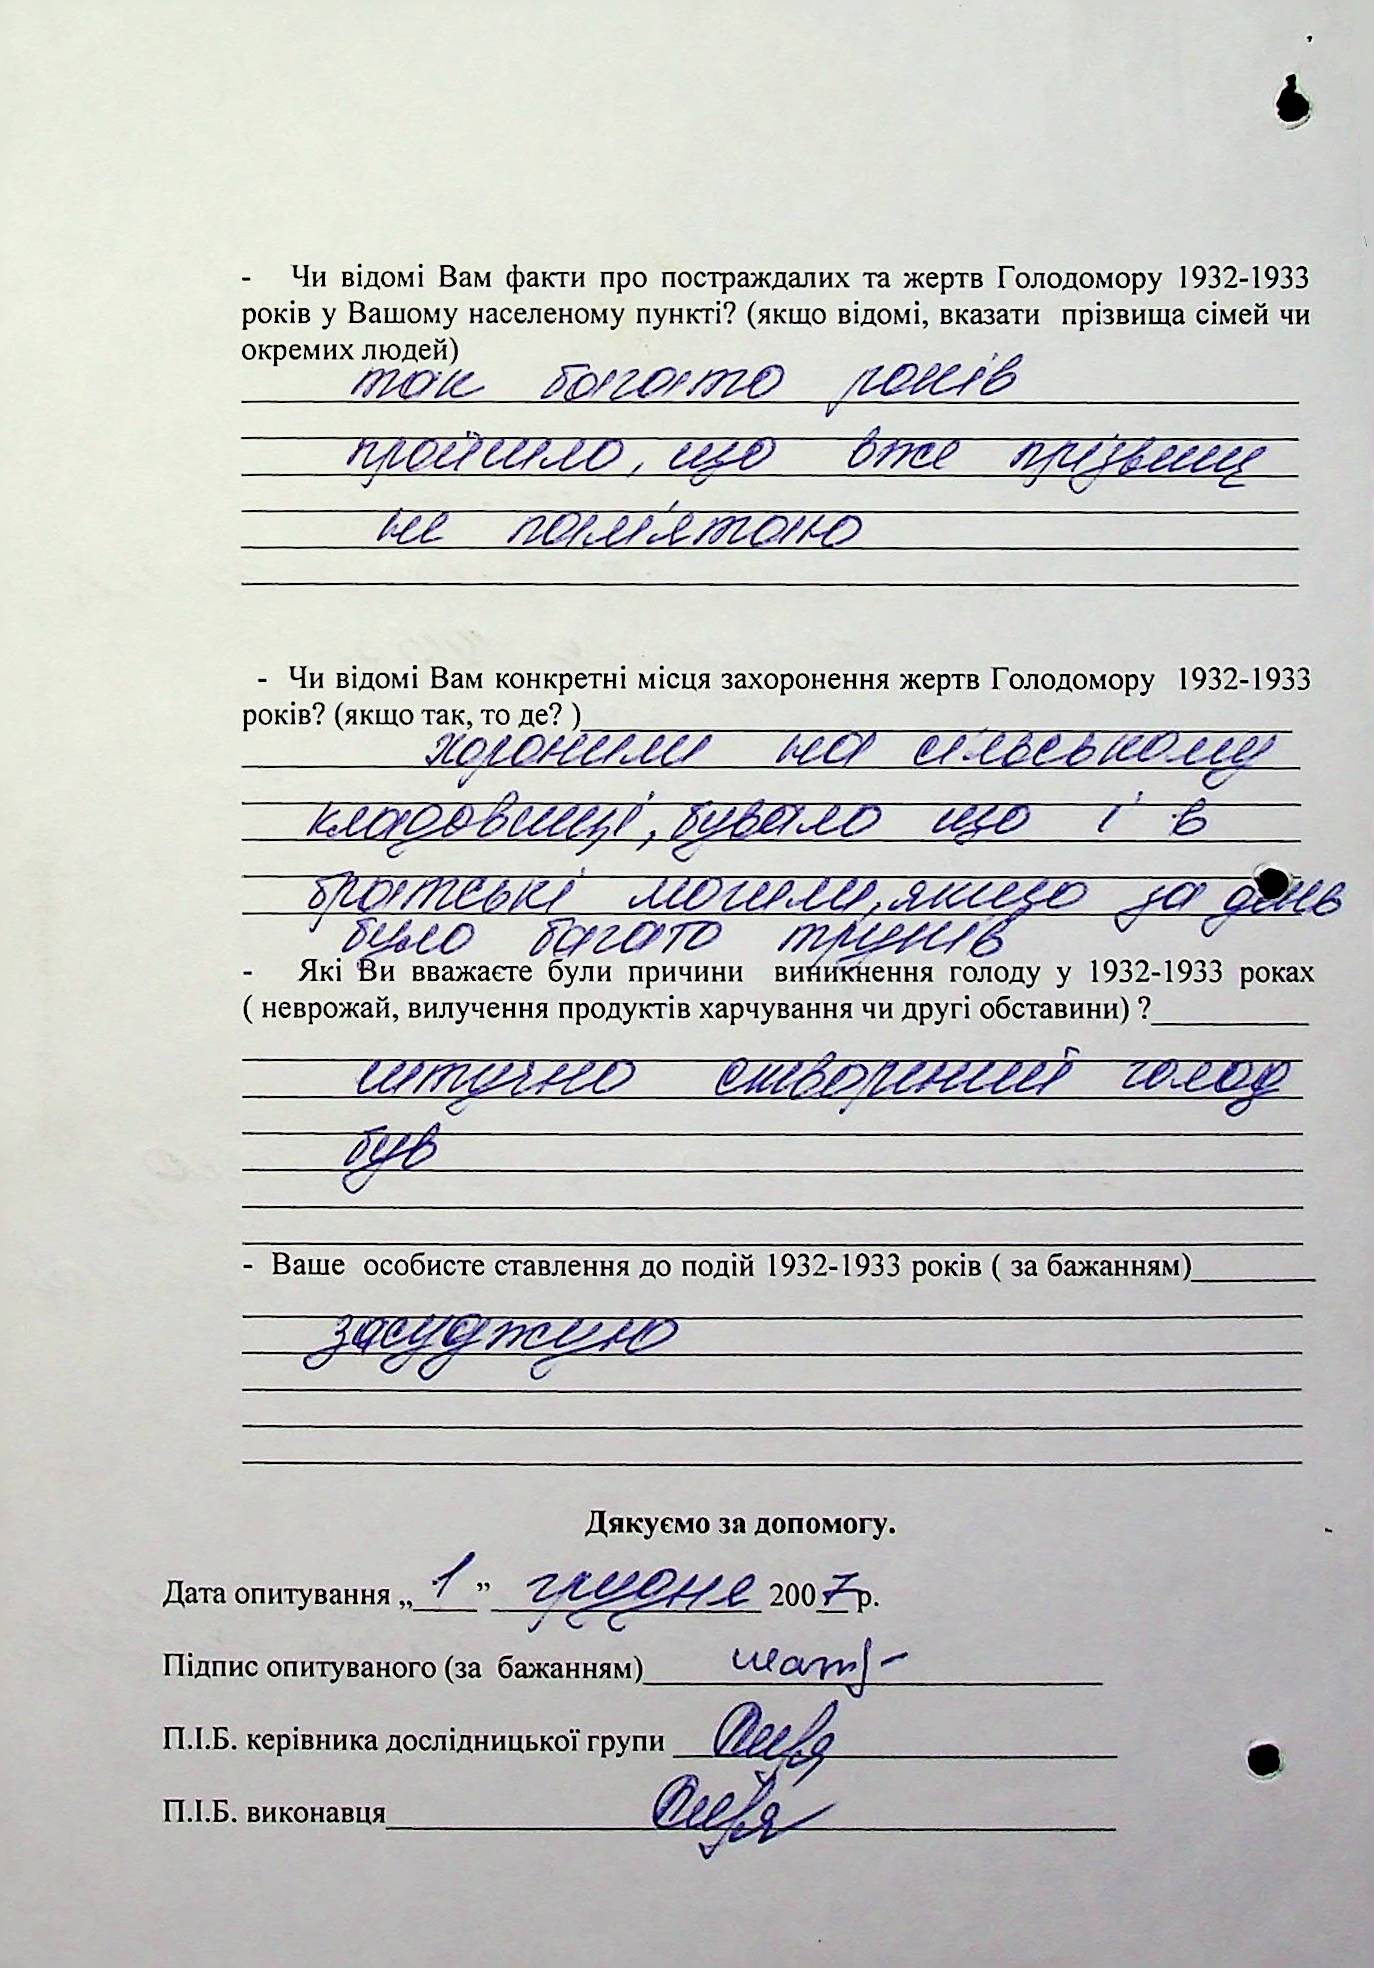 - Чи відомі Вам факти про постраждалих та жертв Голодомору 1932-1933
років у Вашому населеному пункті? (якщо відомі, вказати прізвища сімей чи
окремих людей)
так багато років
пройшло, що вже прізвищ
не пам'ятаю
- Чи відомі Вам конкретні місця захоронення жертв Голодомору 1932-1933
років? (якщо так, то де? )
хоронили на сільському
кладовищі, бувало що і в
братські могили, якщо за день
було багато трупів
- Які Ви вважаєте були причини виникнення голоду у 1932-1933 роках
( неврожай, вилучення продуктів харчування чи другі обставини) ?
штучно створений голод
був
- Ваше особисте ставлення до подій 1932-1933 років ( за бажанням)
засуджую
Дякуємо за допомогу.
Дата опитування „ 1 ” грудне 2007 р.
Підпис опитуваного (за бажанням)
П.І.Б. керівника дослідницької групи
П.І.Б. виконавця